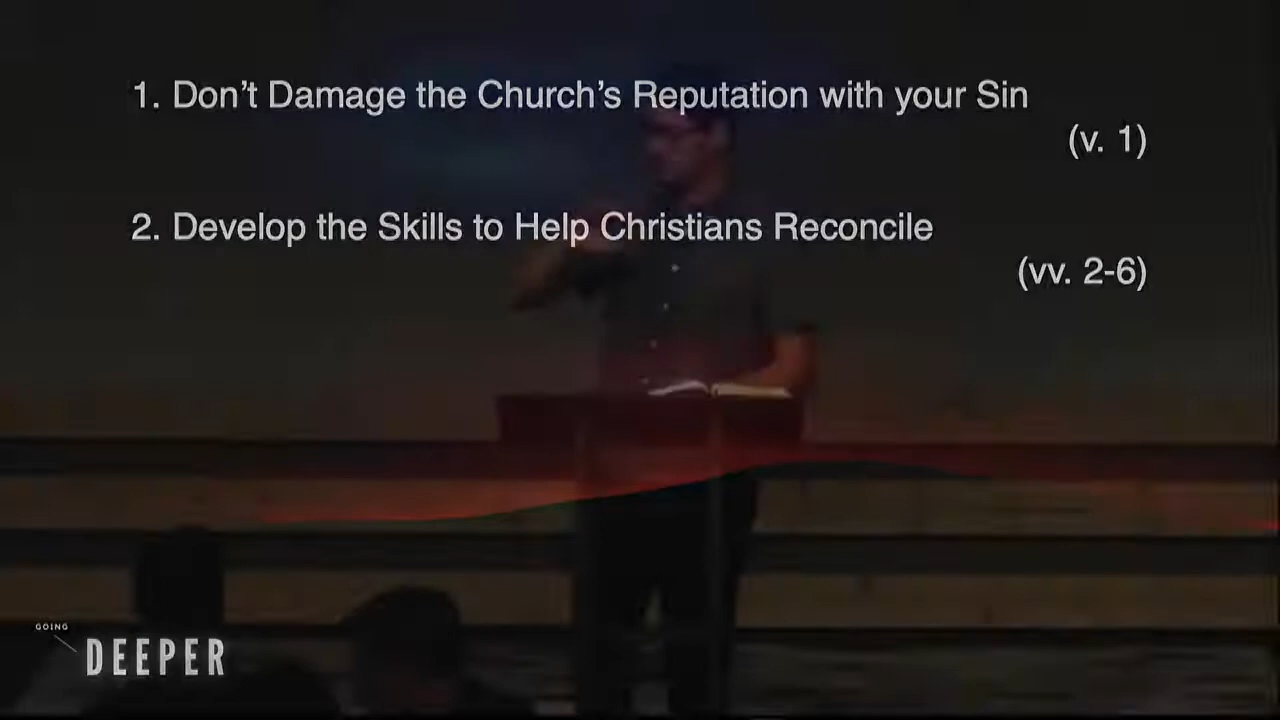 1. Don’t Damage the Church’s Reputation with your Sin
(v. 1)
2. Develop the Skills to Help Christians Reconcile
(vv. 2-6)
GOING
DEEPER